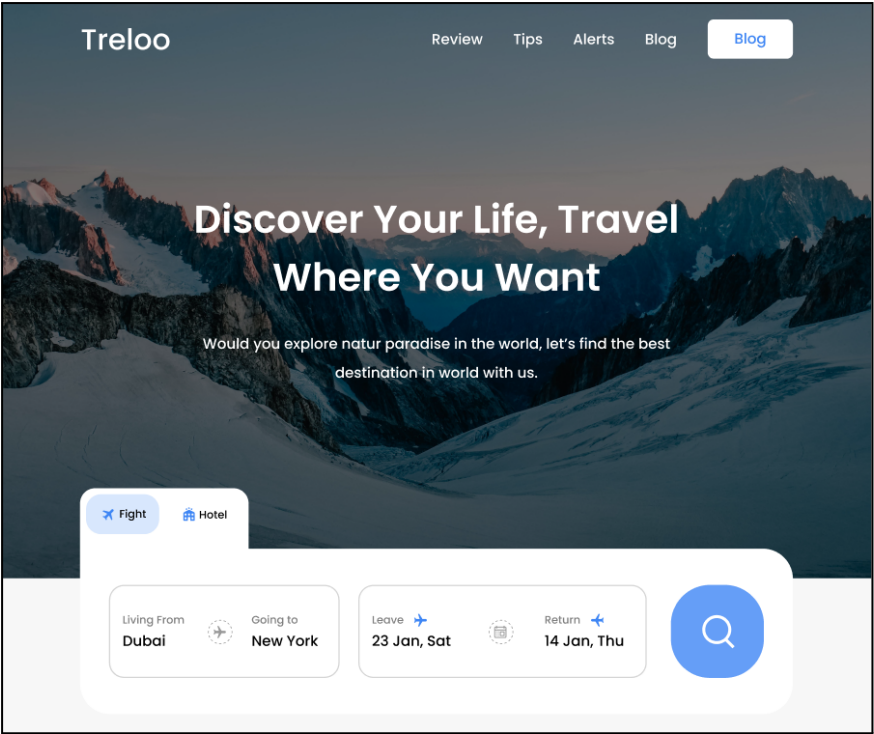 Treloo
Review Tips Alerts Blog Blog
Discover Your Life, Travel
Where You Want
Would you explore natur paradise in the world, let's find the best
destination in world with us.
Fight Hotel
Living From Going to Leave Return
Dubai New York 23 Jan, Sat 14 Jan, Thu